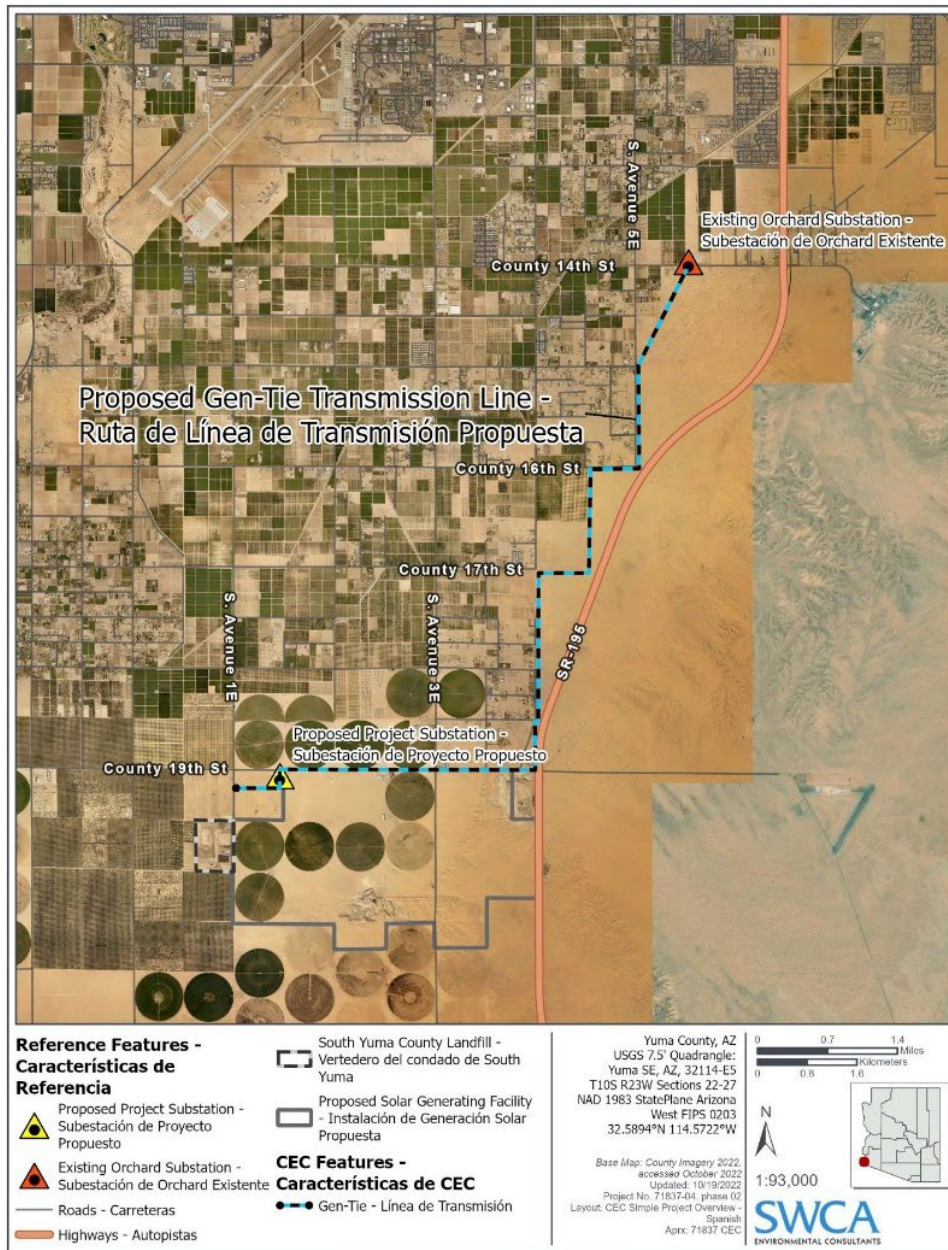 S. Avenue 5E
Existing Orchard Substation -
Subestación de Orchard Existente
County 14th St
Proposed Gen-Tie Transmission Line -
Ruta de Línea de Transmisión Propuesta
County 16th St
County 17th St
S. Avenue 1E
S. Avenue 3E
SR-195
Proposed Project Substation -
Subestación de Proyecto Propuesto
County 19th St
Reference Features -
Características de
Referencia
Proposed Project Substation -
Subestación de Proyecto
Propuesto
Existing Orchard Substation -
Subestación de Orchard Existente
Roads - Carreteras
Highways - Autopistas
South Yuma County Landfill -
Vertedero del condado de South
Yuma
Proposed Solar Generating Facility
- Instalación de Generación Solar
Propuesta
CEC Features -
Características de CEC
Gen-Tie - Línea de Transmisión
Yuma County, AZ
USGS 7.5' Quadrangle:
Yuma SE, AZ, 32114-E5
T10S R23W Sections 22-27
NAD 1983 StatePlane Arizona
West FIPS 0203
32.5894°N 114.5722°W
Base Map: County Imagery 2022,
accessed October 2022
Updated: 10/19/2022
Project No. 71837-04, phase 02
Layout: CEC Simple Project Overview -
Spanish
Aprx: 71837 CEC
0 0.7 1.4
Miles
Kilometers
0 0.8 1.6
N
1:93,000
SWCA
ENVIRONMENTAL CONSULTANTS